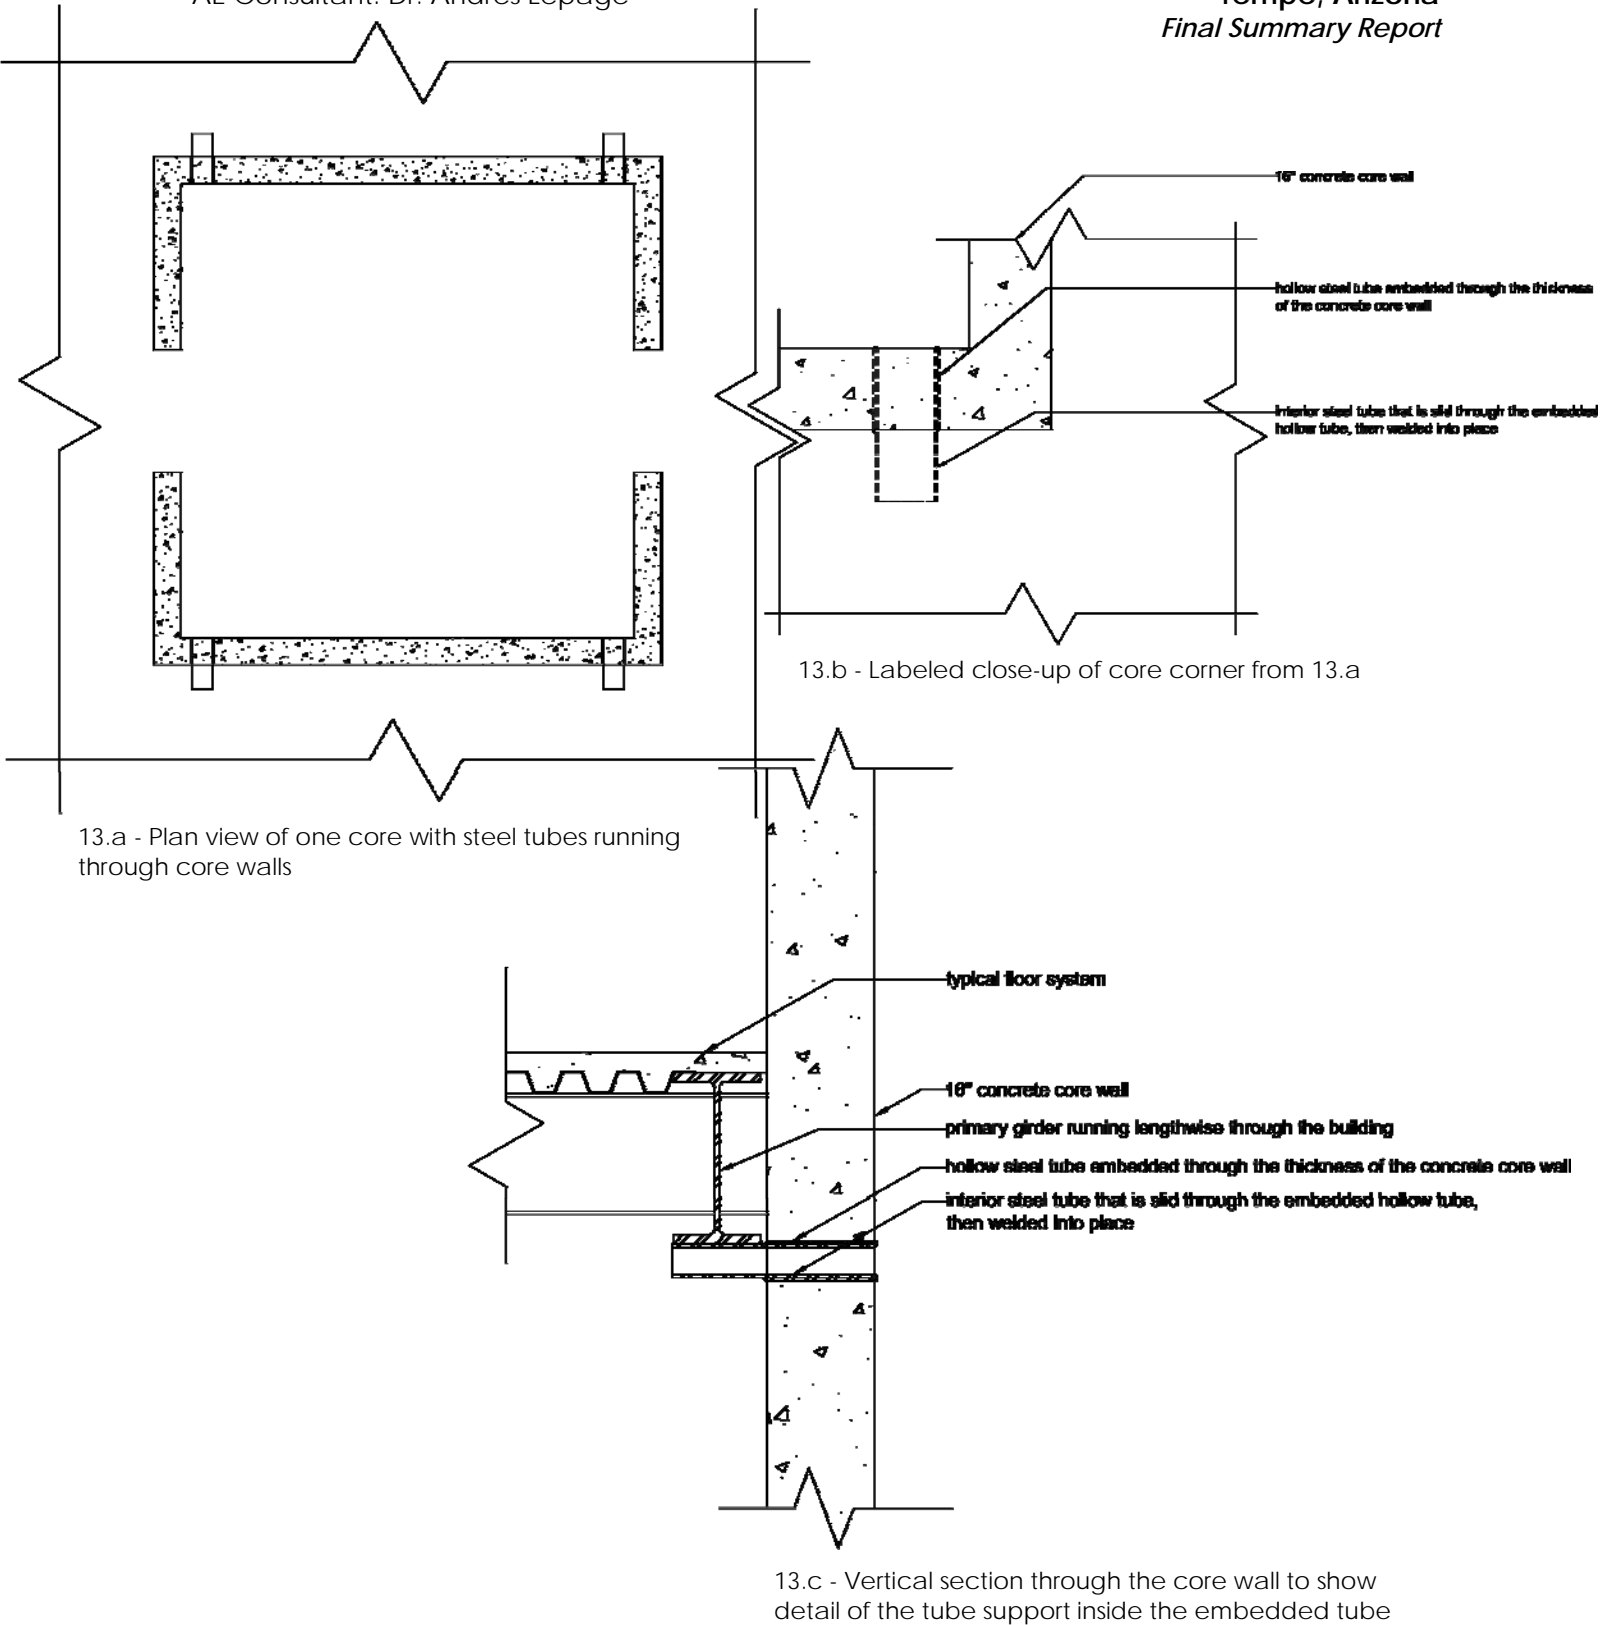 AE Consultant: Dr. Andres Lepage
Tempe, Arizona
Final Summary Report
16" concrete core wall
hollow steel tube embedded through the thickness
of the concrete core wall
interior steel tube that is slid through the embedded
hollow tube, then welded into place
13.b - Labeled close-up of core corner from 13.a
13.a - Plan view of one core with steel tubes running
through core walls
typical floor system
16" concrete core wall
primary girder running lengthwise through the building
hollow steel tube embedded through the thickness of the concrete core wall
interior steel tube that is slid through the embedded hollow tube,
then welded into place
13.c - Vertical section through the core wall to show
detail of the tube support inside the embedded tube